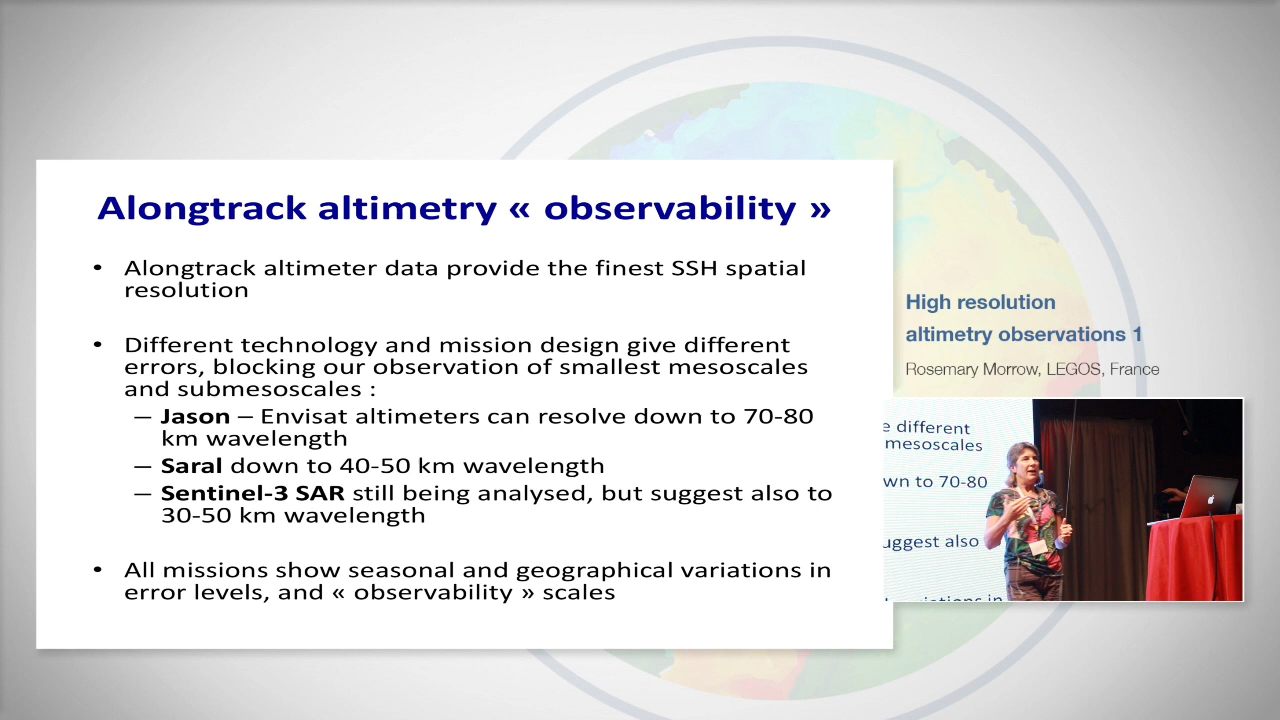 Alongtrack altimetry « observability »
• Alongtrack altimeter data provide the finest SSH spatial
resolution
• Different technology and mission design give different
errors, blocking our observation of smallest mesoscales
and submesoscales :
– Jason – Envisat altimeters can resolve down to 70-80
km wavelength
– Saral down to 40-50 km wavelength
– Sentinel-3 SAR still being analysed, but suggest also to
30-50 km wavelength
• All missions show seasonal and geographical variations in
error levels, and « observability » scales
High resolution
altimetry observations 1
Rosemary Morrow, LEGOS, France
e different
mesoscales
wn to 70-80
uggest also